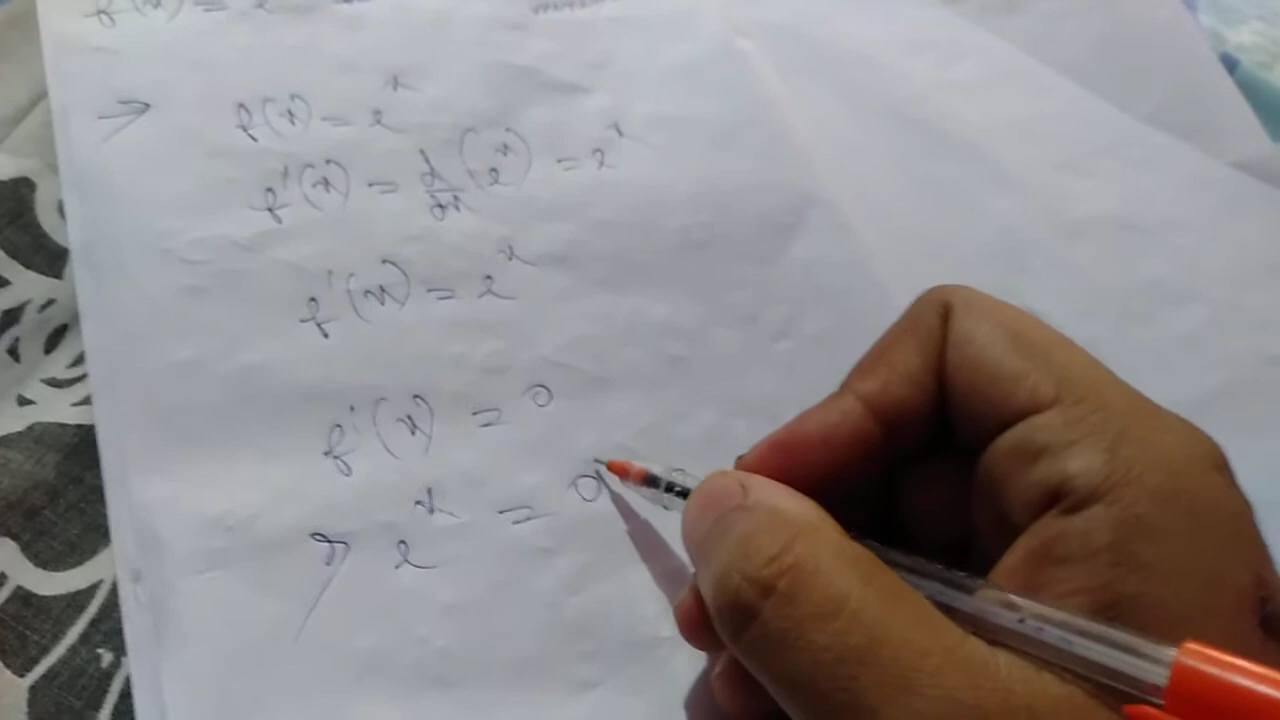 f(x) =
→ f(x) = e^x
f'(x) = d/dx (e^x) = e^x
f'(x) = e^x
f'(x) = 0
e^x = 0